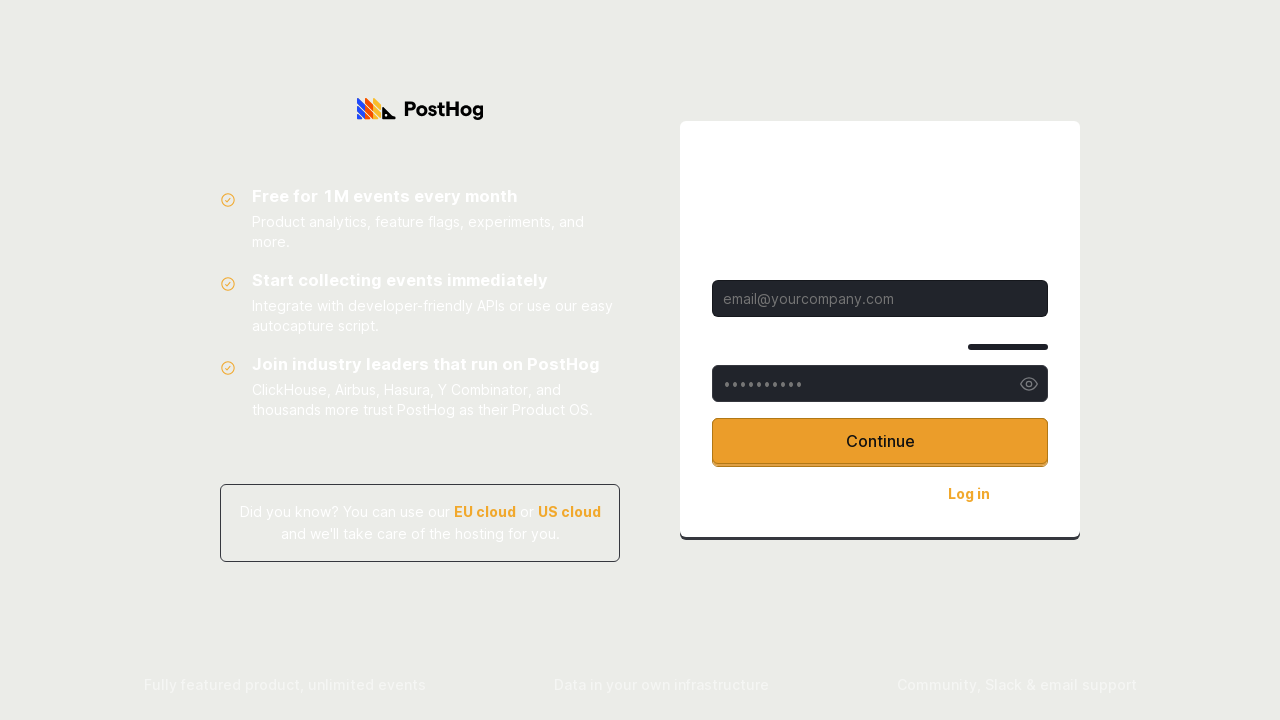 PostHog
Free for 1M events every month
Product analytics, feature flags, experiments, and
more.
Start collecting events immediately
Integrate with developer-friendly APIs or use our easy
autocapture script.
Join industry leaders that run on PostHog
ClickHouse, Airbus, Hasura, Y Combinator, and
thousands more trust PostHog as their Product OS.
Did you know? You can use our EU cloud or US cloud
and we'll take care of the hosting for you.
email@yourcompany.com
••••••••••
Continue
Log in
Fully featured product, unlimited events
Data in your own infrastructure
Community, Slack & email support